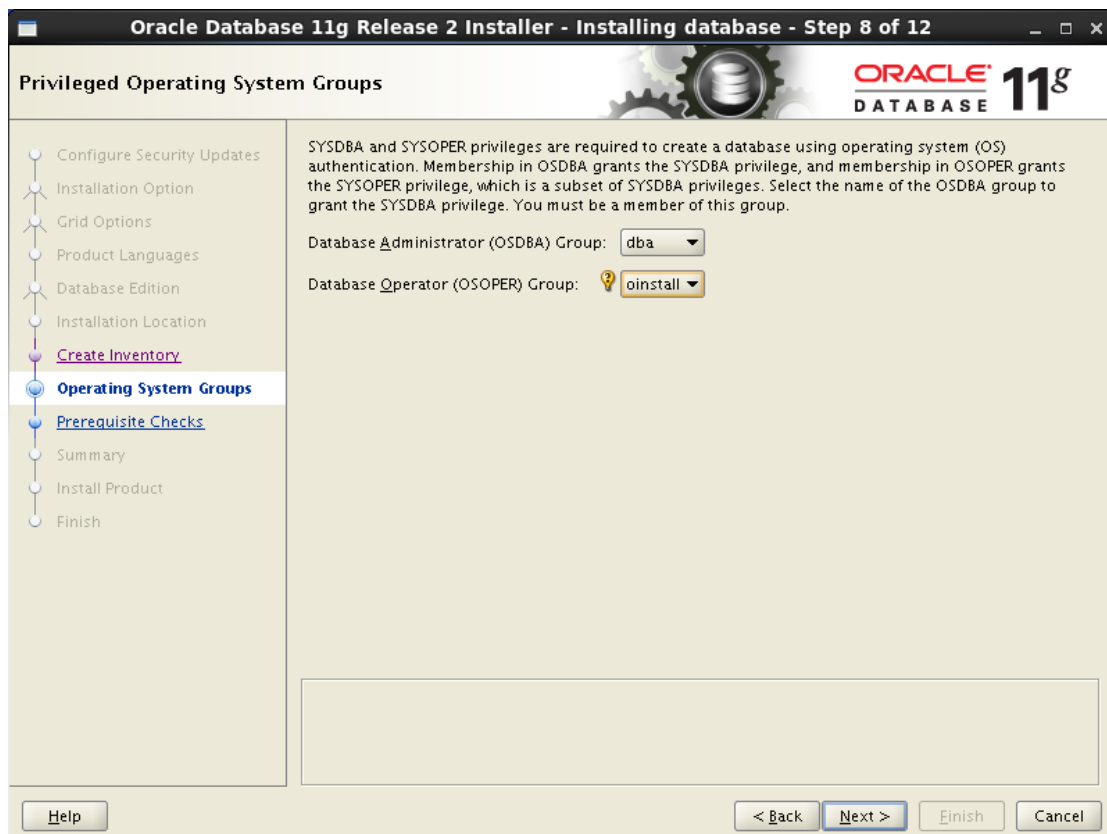 Oracle Database 11g Release 2 Installer - Installing database - Step 8 of 12
Privileged Operating System Groups
ORACLE
DATABASE
11g
Configure Security Updates
Installation Option
Grid Options
Product Languages
Database Edition
Installation Location
Create Inventory
Operating System Groups
Prerequisite Checks
Summary
Install Product
Finish
SYSDBA and SYSOPER privileges are required to create a database using operating system (OS)
authentication. Membership in OSDBA grants the SYSDBA privilege, and membership in OSOPER grants
the SYSOPER privilege, which is a subset of SYSDBA privileges. Select the name of the OSDBA group to
grant the SYSDBA privilege. You must be a member of this group.
Database Administrator (OSDBA) Group: dba
Database Operator (OSOPER) Group: oinstall
Help
< Back
Next >
Finish
Cancel